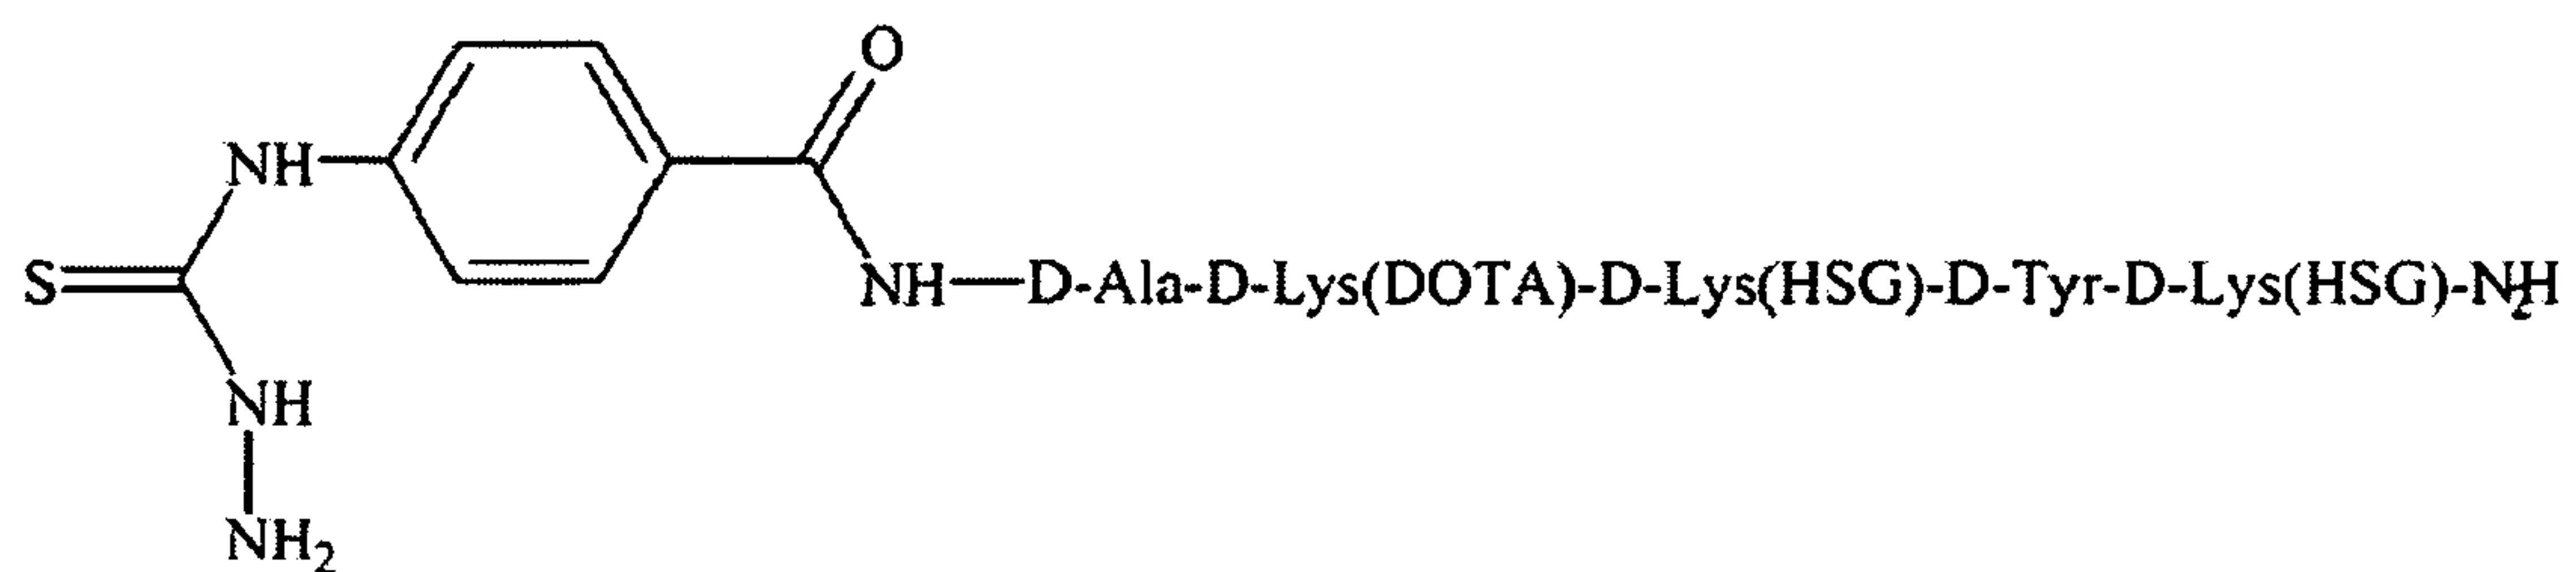 O
NH
S
NH—D-Ala-D-Lys(DOTA)-D-Lys(HSG)-D-Tyr-D-Lys(HSG)-NH2
NH
NH2